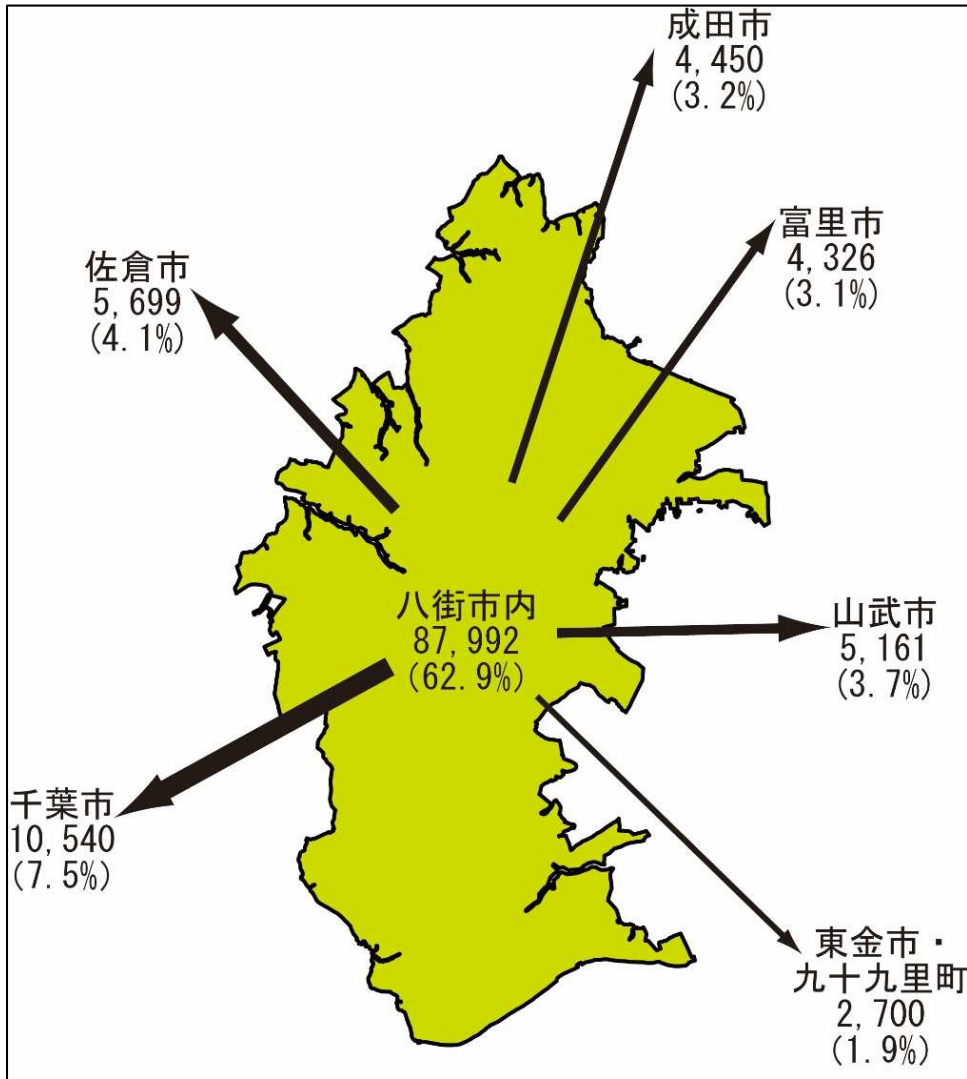 成田市
4,450
(3.2%)
富里市
4,326
(3.1%)
佐倉市
5,699
(4.1%)
八街市内
87,992
(62.9%)
山武市
5,161
(3.7%)
千葉市
10,540
(7.5%)
東金市・
九十九里町
2,700
(1.9%)